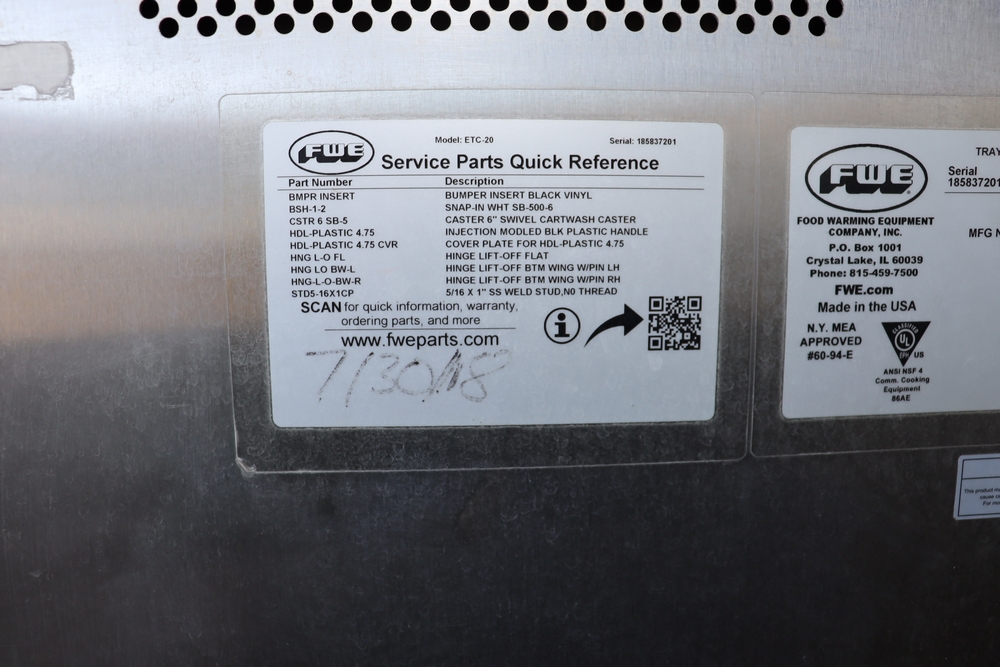 FWE
Model: ETC-20
Serial: 185837201
Service Parts Quick Reference
Part Number Description
BMPR INSERT BUMPER INSERT BLACK VINYL
BSH-1-2 SNAP-IN WHT SB-500-6
CSTR 6 SB-5 CASTER 6" SWIVEL CARTWASH CASTER
HDL-PLASTIC 4.75 INJECTION MODLED BLK PLASTIC HANDLE
HDL-PLASTIC 4.75 CVR COVER PLATE FOR HDL-PLASTIC 4.75
HNG L-O FL HINGE LIFT-OFF FLAT
HNG LO BW-L HINGE LIFT-OFF BTM WING W/PIN LH
HNG-L-O-BW-R HINGE LIFT-OFF BTM WING W/PIN RH
STD5-16X1CP 5/16 X 1" SS WELD STUD,NO THREAD
SCAN for quick information, warranty,
ordering parts, and more
www.fweparts.com
7/30/18
FWE
FOOD WARMING EQUIPMENT
COMPANY, INC.
P.O. Box 1001
Crystal Lake, IL 60039
Phone: 815-459-7500
FWE.com
Made in the USA
N.Y. MEA
APPROVED
#60-94-E
CLASSIFIED
UL
EPH
US
ANSI NSF 4
Comm. Cooking
Equipment
86AE
TRAY
Serial
185837201
MFG
This product
cause
For